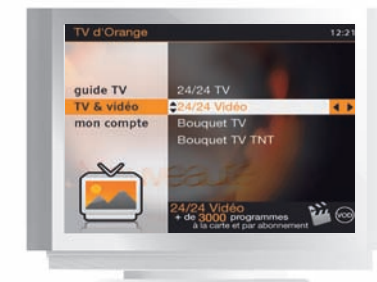 TV d'Orange 12:21
guide TV
TV & vidéo
mon compte
24/24 TV
24/24 Vidéo
Bouquet TV
Bouquet TV TNT
24/24 Vidéo
+ de 3000 programmes
à la carte et par abonnement
VOD